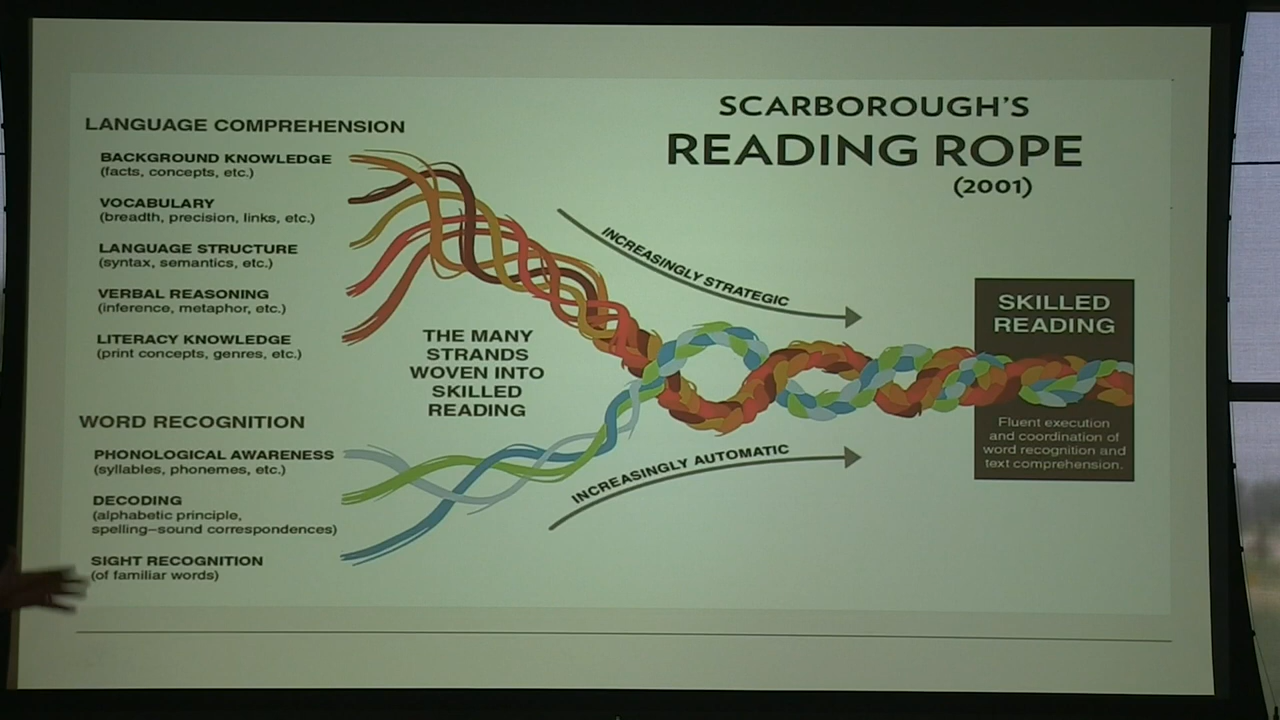 SCARBOROUGH'S
READING ROPE
(2001)
LANGUAGE COMPREHENSION
BACKGROUND KNOWLEDGE
(facts, concepts, etc.)
VOCABULARY
(breadth, precision, links, etc.)
LANGUAGE STRUCTURE
(syntax, semantics, etc.)
VERBAL REASONING
(inference, metaphor, etc.)
LITERACY KNOWLEDGE
(print concepts, genres, etc.)
WORD RECOGNITION
PHONOLOGICAL AWARENESS
(syllables, phonemes, etc.)
DECODING
(alphabetic principle,
spelling–sound correspondences)
SIGHT RECOGNITION
(of familiar words)
THE MANY
STRANDS
WOVEN INTO
SKILLED
READING
INCREASINGLY STRATEGIC
INCREASINGLY AUTOMATIC
SKILLED
READING
Fluent execution
and coordination of
word recognition and
text comprehension.